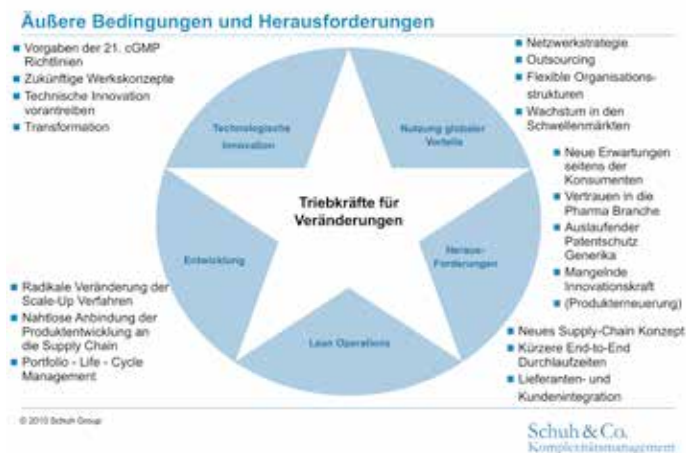 Äußere Bedingungen und Herausforderungen
Vorgaben der 21. cGMP
Richtlinien
Zukünftige Werkskonzepte
Technische Innovation
vorantreiben
Transformation
Netzwerkstrategie
Outsourcing
Flexible Organisations-
strukturen
Wachstum in den
Schwellenmärkten
Technologische
Innovation
Nutzung globaler
Vorteile
Neue Erwartungen
seitens der
Konsumenten
Vertrauen in die
Pharma Branche
Auslaufender
Patentschutz
Generika
Mangelnde
Innovationskraft
(Produkterneuerung)
Triebkräfte für
Veränderungen
Entwicklung
Heraus-
Forderungen
Radikale Veränderung der
Scale-Up Verfahren
Nahtlose Anbindung der
Produktentwicklung an
die Supply Chain
Portfolio - Life - Cycle
Management
Lean Operations
Neues Supply-Chain Konzept
Kürzere End-to-End
Durchlaufzeiten
Lieferanten- und
Kundenintegration
© 2010 Schuh Group
Schuh & Co.
Komplexitätsmanagement